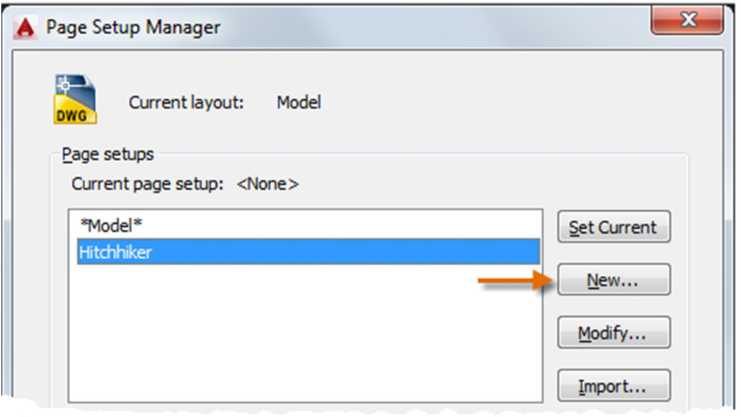 Page Setup Manager
DWG
Current layout: Model
Page setups
Current page setup: <None>
*Model*
Set Current
Hitchhiker
New...
Modify...
Import...